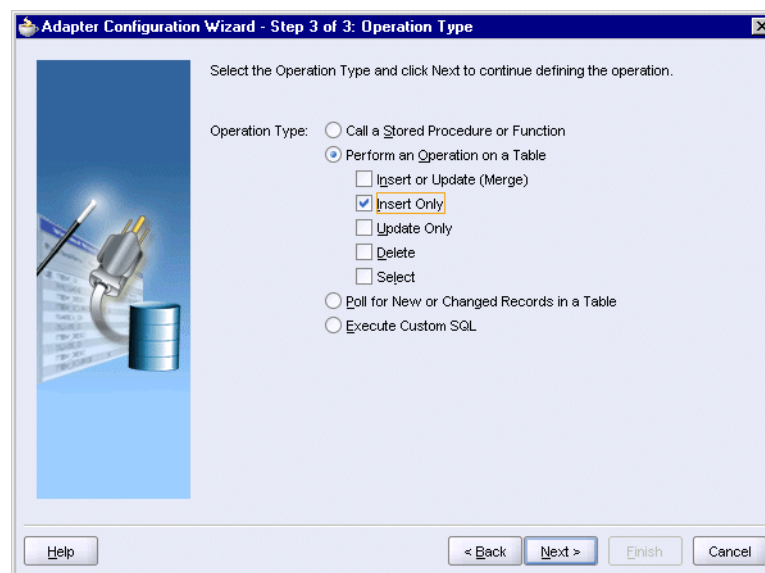 Adapter Configuration Wizard - Step 3 of 3: Operation Type
Select the Operation Type and click Next to continue defining the operation.
Operation Type:
Call a Stored Procedure or Function
Perform an Operation on a Table
Insert or Update (Merge)
Insert Only
Update Only
Delete
Select
Poll for New or Changed Records in a Table
Execute Custom SQL
Help
< Back
Next >
Finish
Cancel